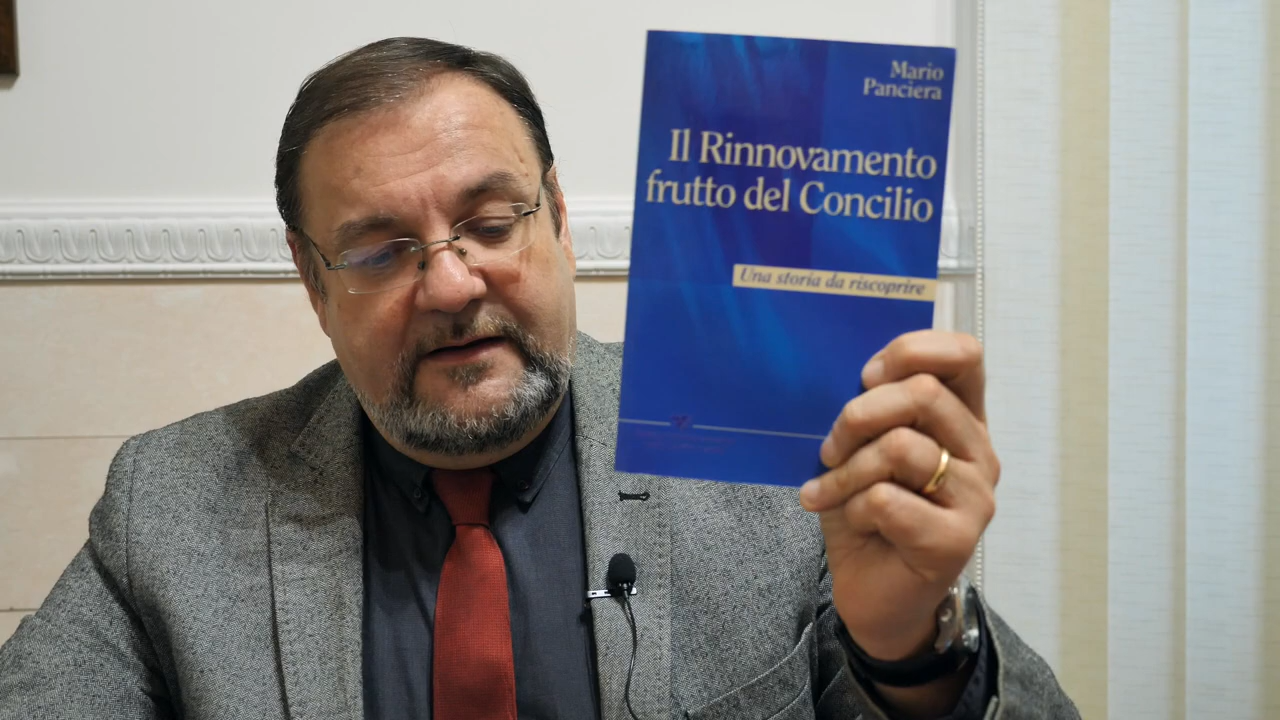 Mario
Panciera
Il Rinnovamento
frutto del Concilio
Una storia da riscoprire